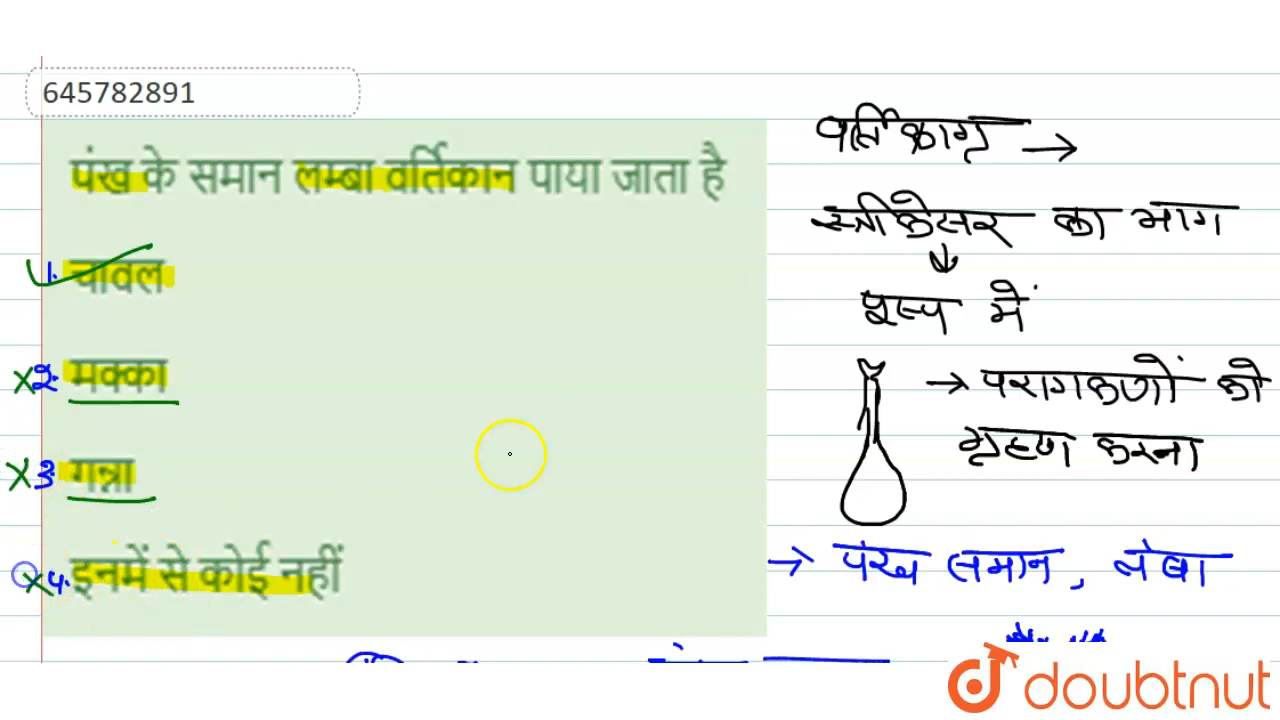 645782891
पंख के समान लम्बा वर्तिकान पाया जाता है
1. चावल
2. मक्का
3. गन्ना
4. इनमें से कोई नहीं
वर्तिकाग्र →
स्त्रीकेसर का भाग
↓
पुष्प में
→ परागकणों को
ग्रहण करना
→ पंख समान, लंबा
doubtnut